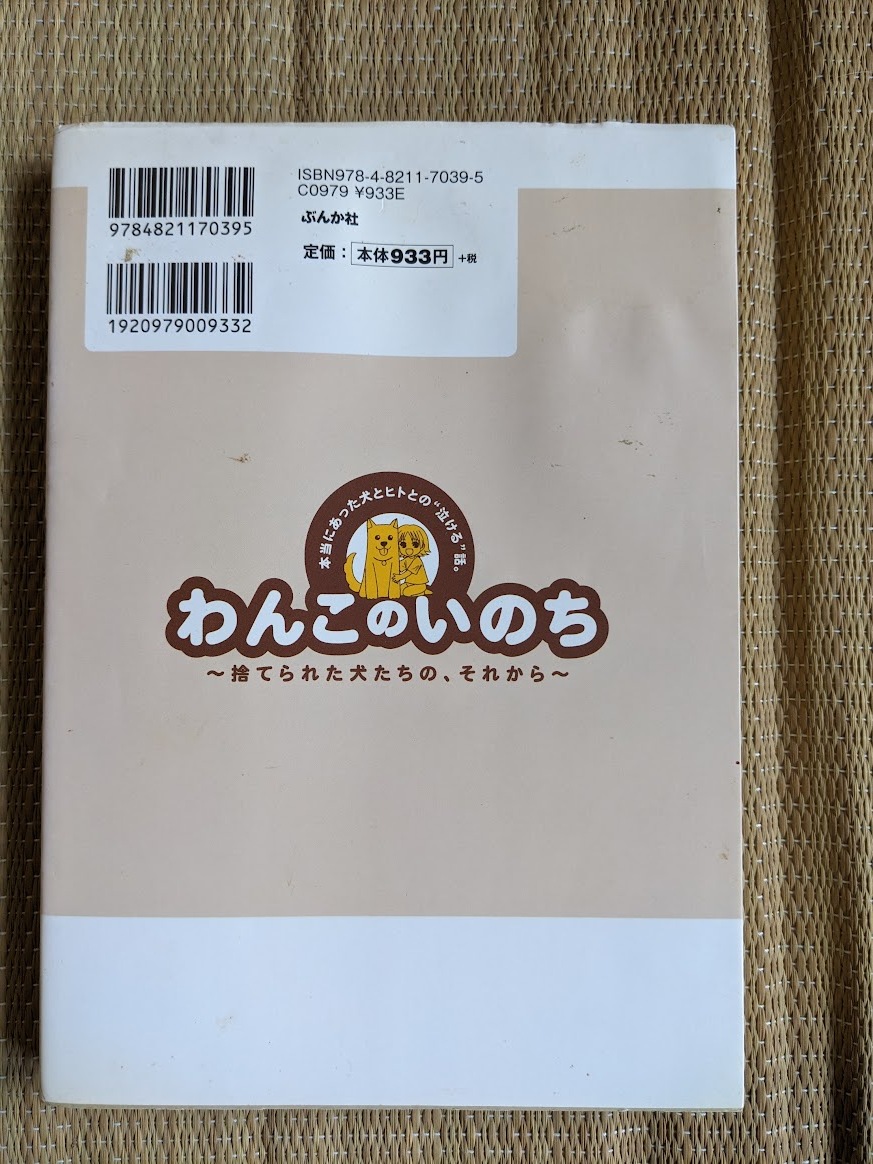 ISBN978-4-8211-7039-5
C0979 ¥933E
9784821170395
ぶんか社
定価：本体933円+税
1920979009332
本当にあった犬とヒトとの“泣ける”話。
わんこのいのち
～捨てられた犬たちの、それから～